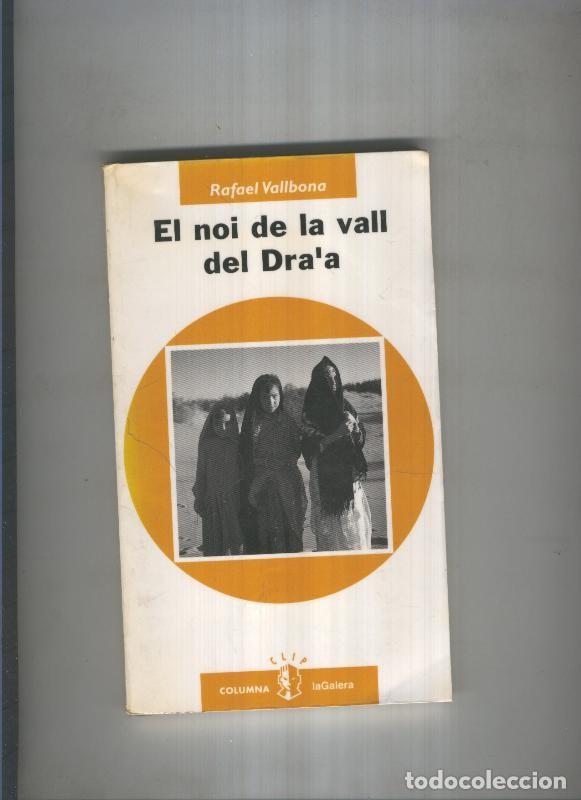 Rafael Vallbona
El noi de la vall
del Dra'a
CLIP
COLUMNA laGalera
todocoleccion